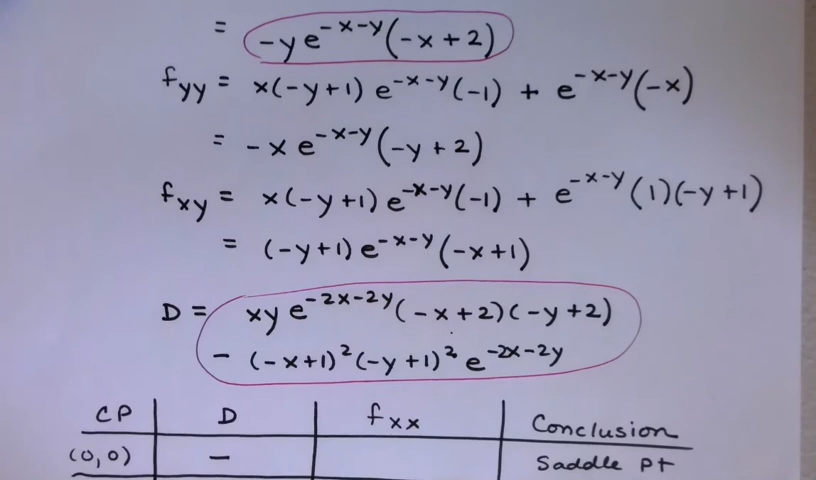 = -y e^{-x-y}(-x+2)
f_{yy} = x(-y+1) e^{-x-y}(-1) + e^{-x-y}(-x)
= -x e^{-x-y}(-y+2)
f_{xy} = x(-y+1) e^{-x-y}(-1) + e^{-x-y}(1)(-y+1)
= (-y+1) e^{-x-y}(-x+1)
D = xy e^{-2x-2y}(-x+2)(-y+2)
- (-x+1)^2(-y+1)^2 e^{-2x-2y}
CP D f_{xx} Conclusion
(0,0) - Saddle pt